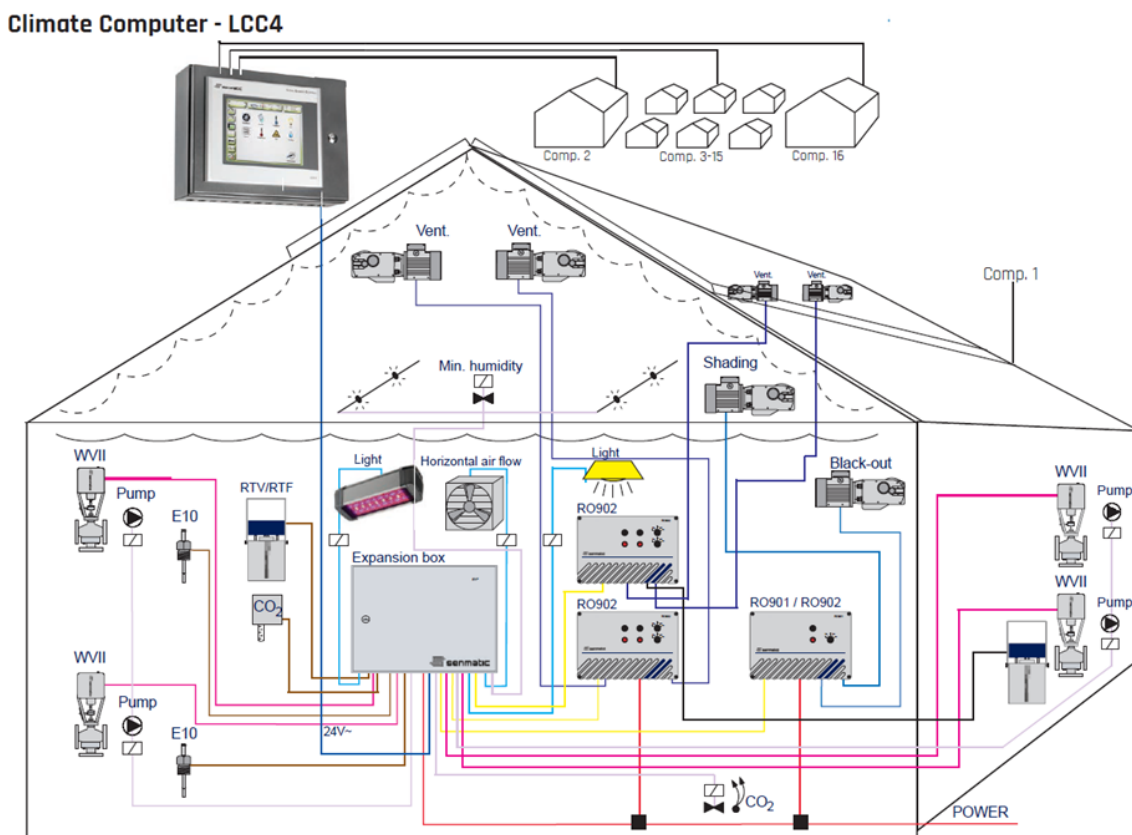 Climate Computer - LCC4
senmatic
Comp. 2
Comp. 3-15
Comp. 16
Vent.
Vent.
Vent.
Vent.
Comp. 1
Min. humidity
Shading
WVII
Pump
E10
RTV/RTF
Light
Horizontal air flow
Light
RO902
Black-out
WVII
Pump
Expansion box
CO2
senmatic
RO902
RO901 / RO902
WVII
Pump
WVII
Pump
E10
24V~
CO2
POWER